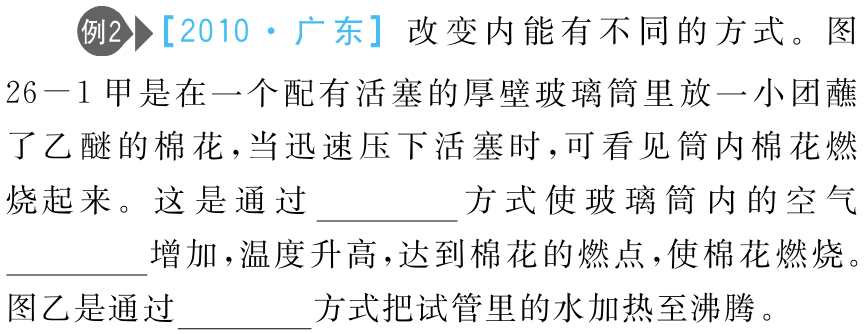 例2 [2010·广东] 改变内能有不同的方式。图
26-1甲是在一个配有活塞的厚壁玻璃筒里放一小团蘸
了乙醚的棉花,当迅速压下活塞时,可看见筒内棉花燃
烧起来。这是通过________方式使玻璃筒内的空气
________增加,温度升高,达到棉花的燃点,使棉花燃烧。
图乙是通过________方式把试管里的水加热至沸腾。